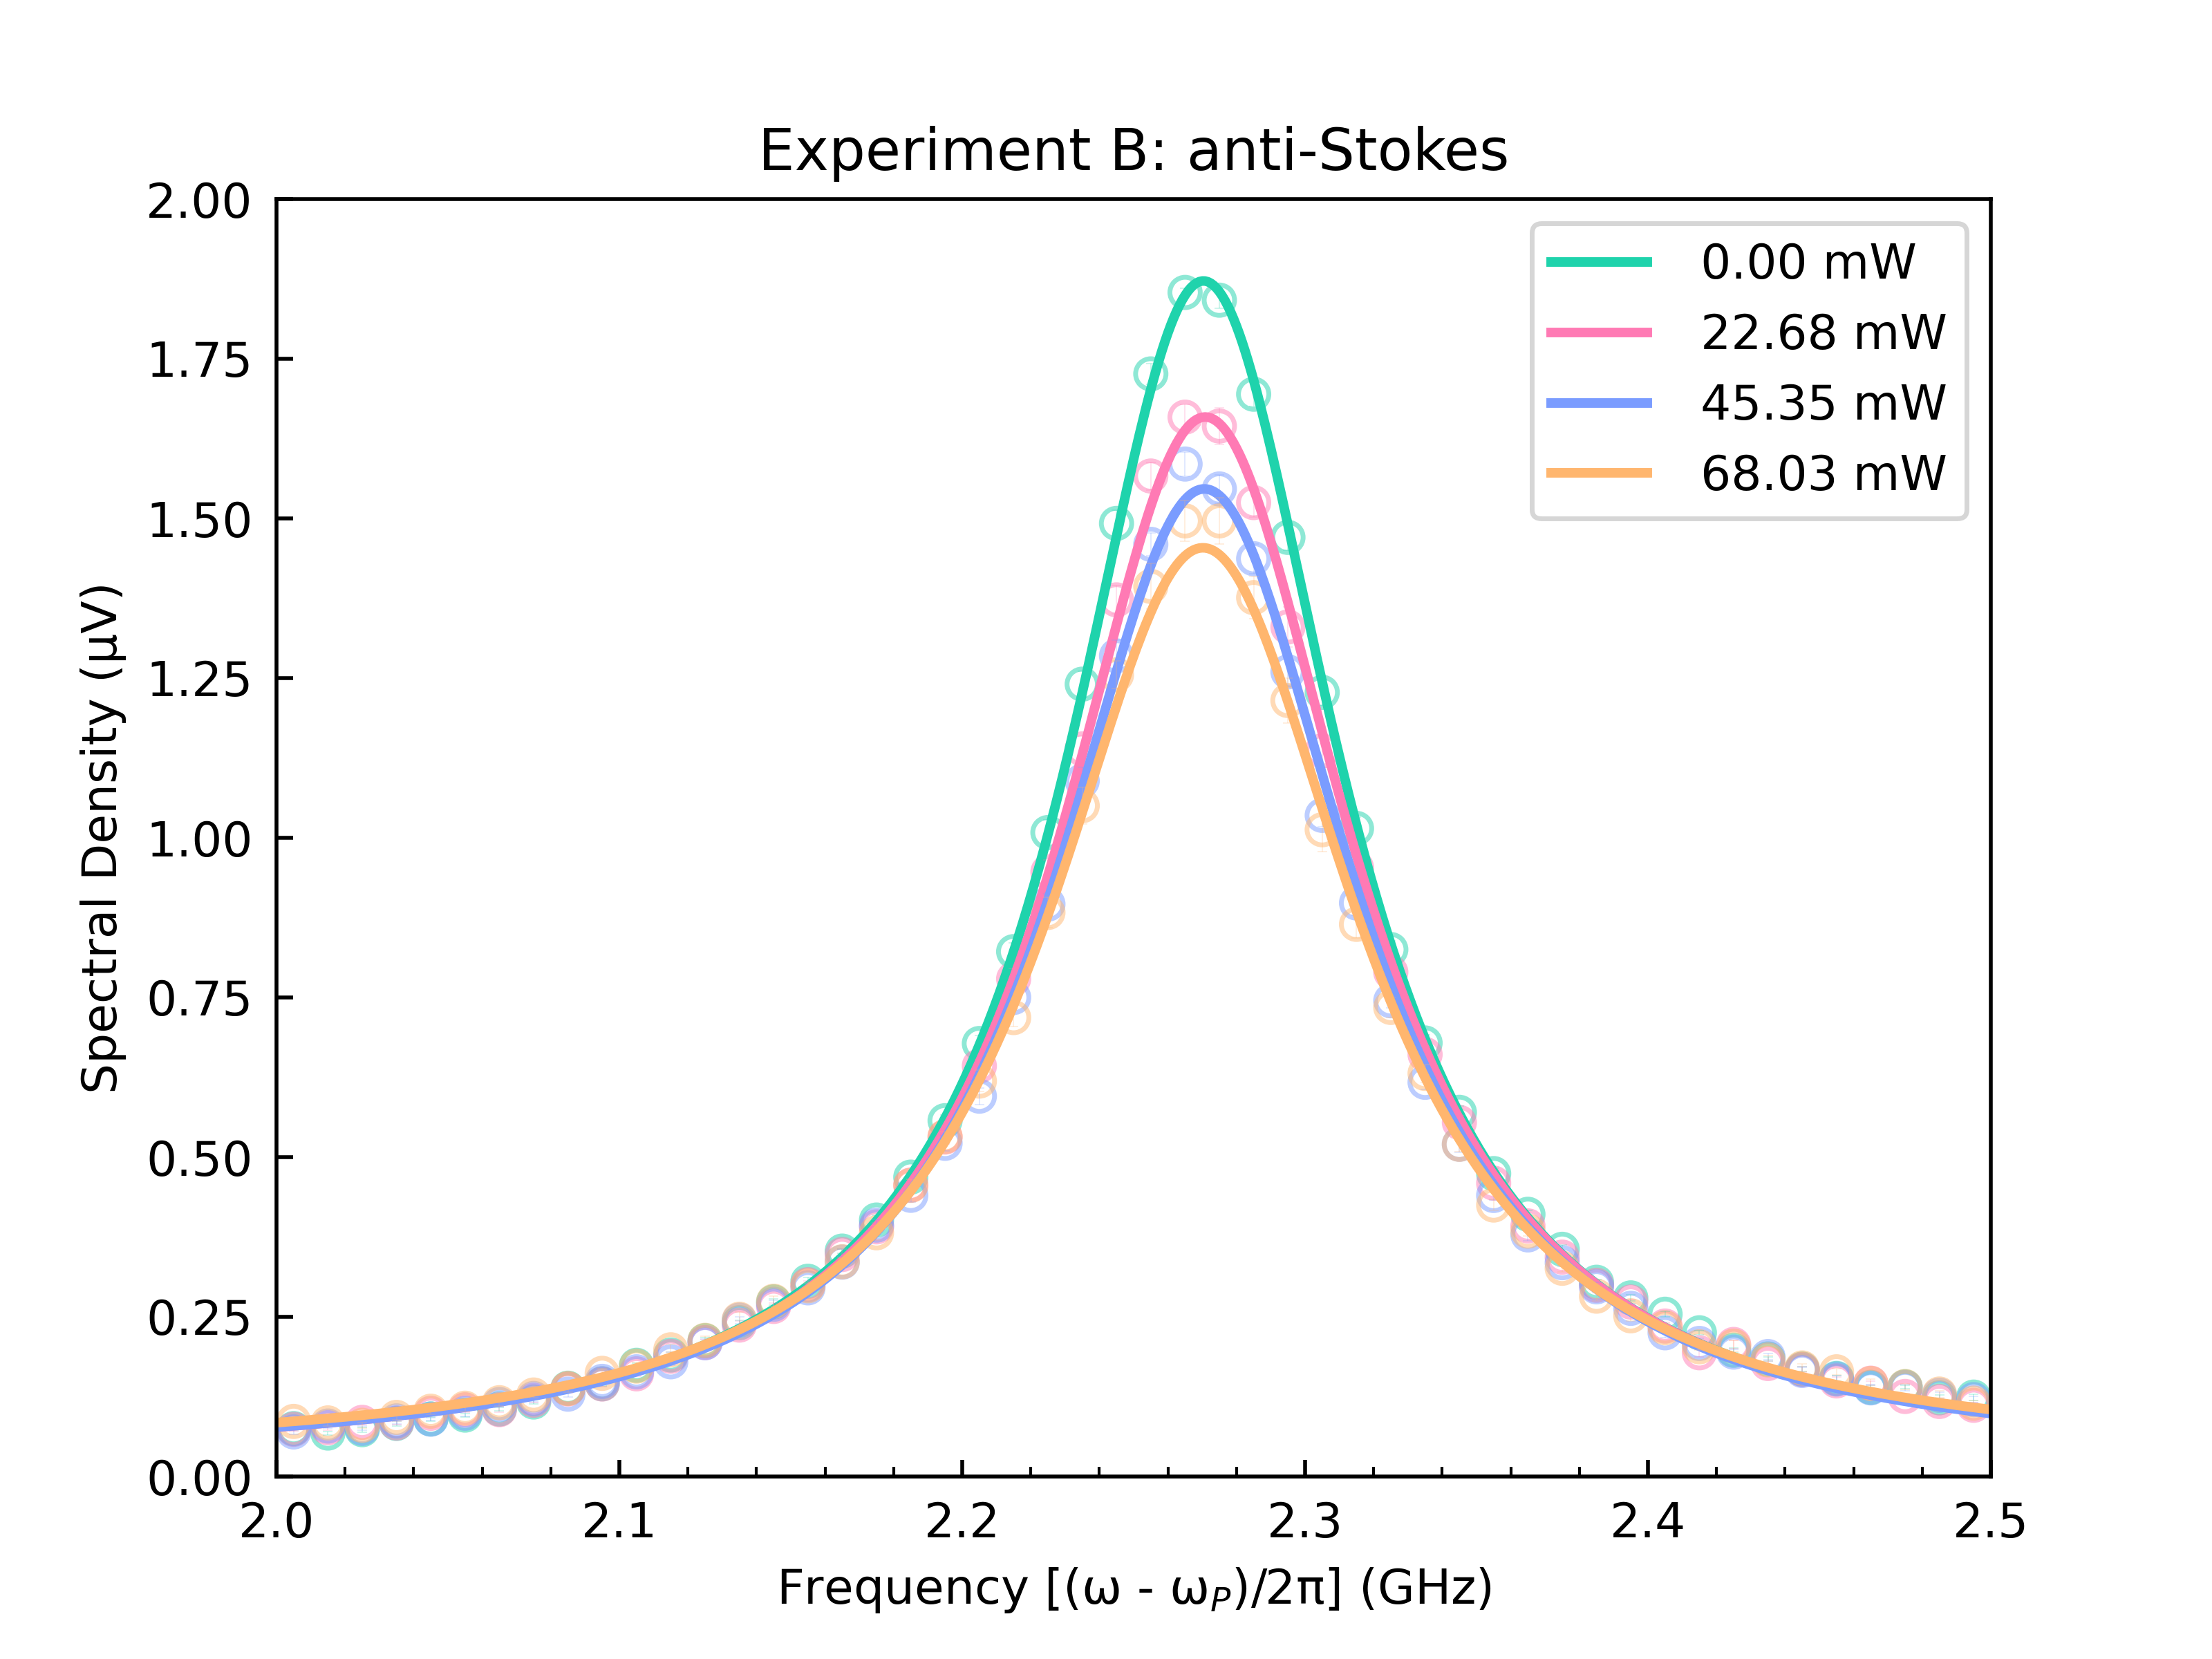 Experiment B: anti-Stokes
2.00
1.75
1.50
1.25
1.00
0.75
0.50
0.25
0.00
Spectral Density (μV)
0.00 mW
22.68 mW
45.35 mW
68.03 mW
2.0 2.1 2.2 2.3 2.4 2.5
Frequency [(ω - ω_P)/2π] (GHz)